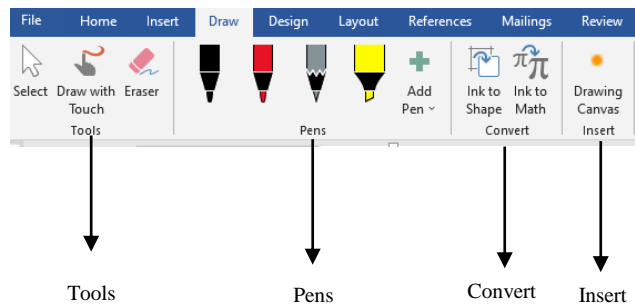 File Home Insert Draw Design Layout References Mailings Review
Select Draw with Touch Eraser Add Pen Ink to Shape Ink to Math Drawing Canvas
Tools Pens Convert Insert
Tools Pens Convert Insert